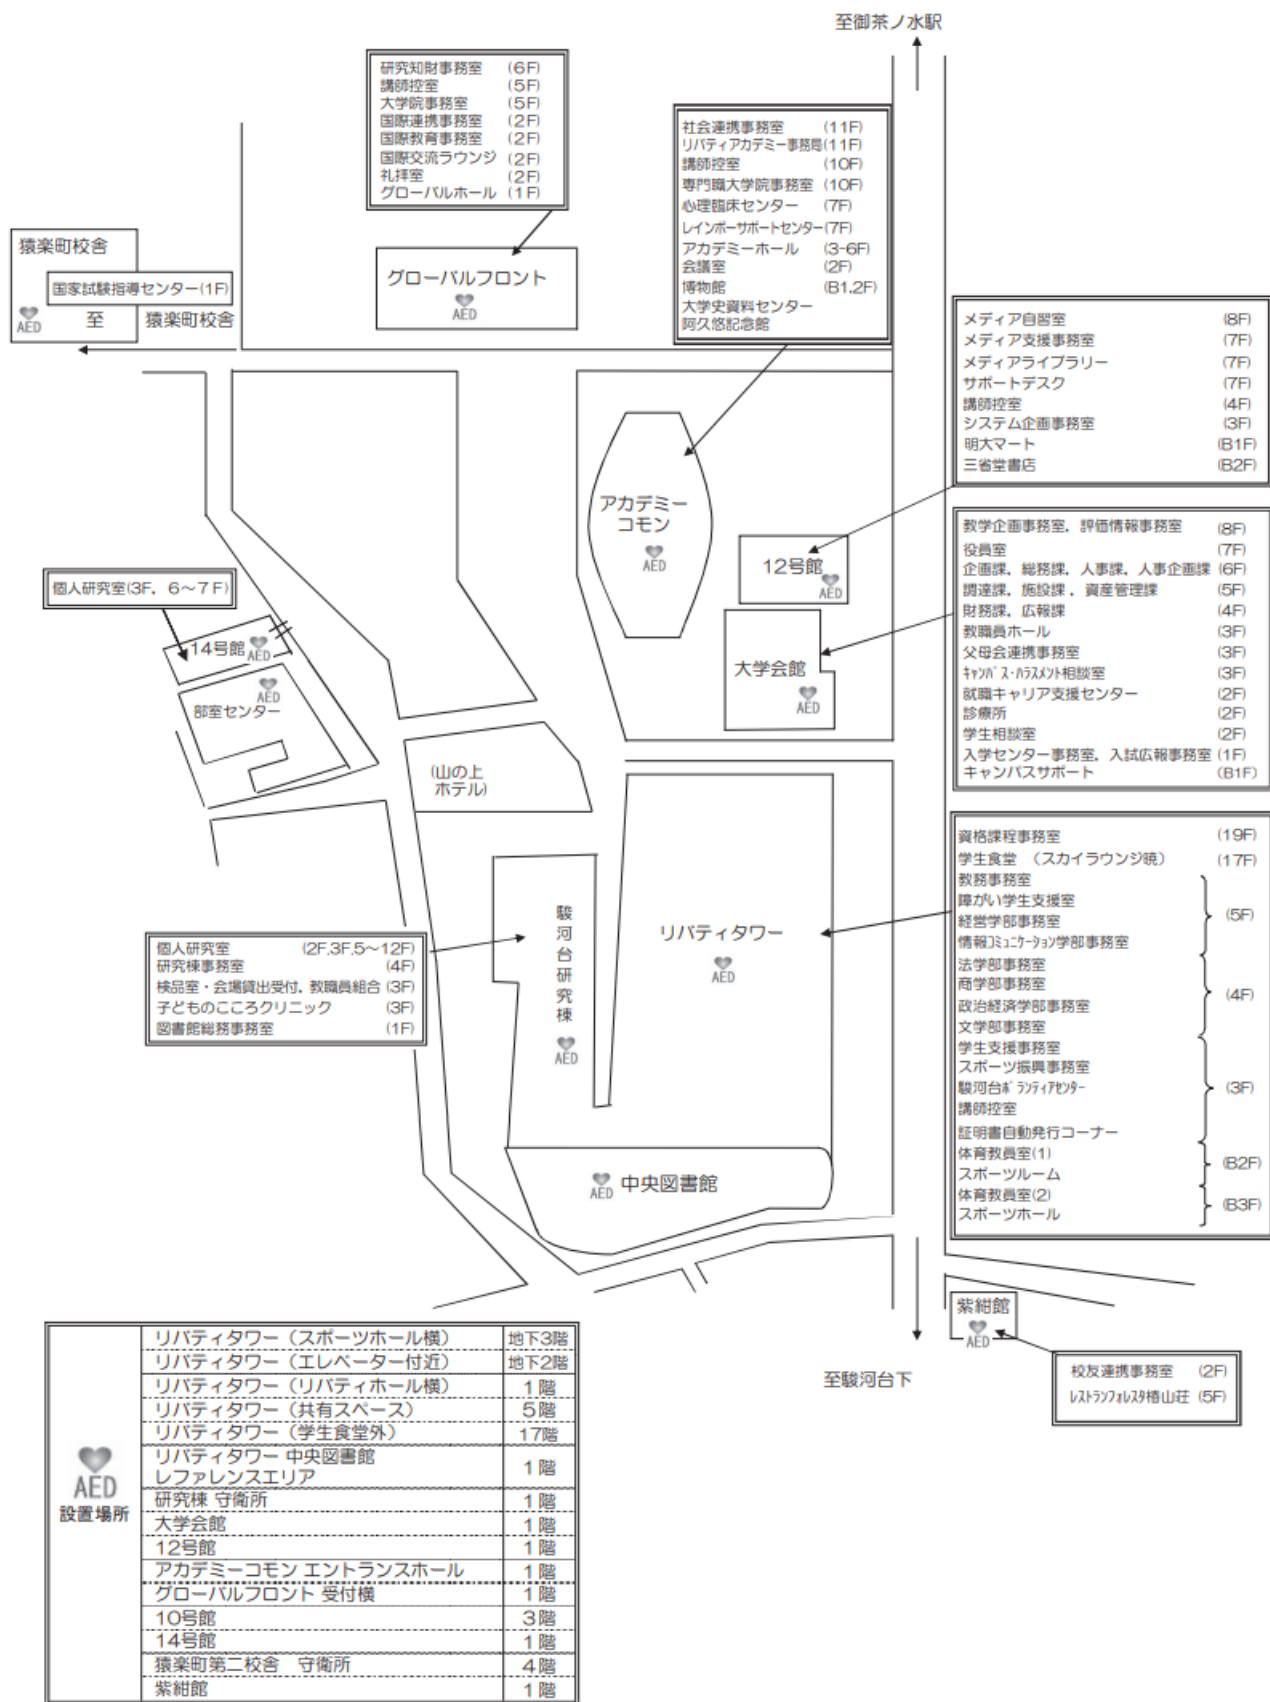 至御茶ノ水駅
研究知財事務室 (6F)
講師控室 (5F)
大学院事務室 (5F)
国際連携事務室 (2F)
国際教育事務室 (2F)
国際交流ラウンジ (2F)
礼拝室 (2F)
グローバルホール (1F)
社会連携事務室 (11F)
リバティアカデミー事務局(11F)
講師控室 (10F)
専門職大学院事務室 (10F)
心理臨床センター (7F)
レインボーサポートセンター(7F)
アカデミーホール (3-6F)
会議室 (2F)
博物館 (B1,2F)
大学史資料センター
阿久悠記念館
猿楽町校舎
国家試験指導センター(1F)
AED
至 猿楽町校舎
グローバルフロント
AED
メディア自習室 (8F)
メディア支援事務室 (7F)
メディアライブラリー (7F)
サポートデスク (7F)
講師控室 (4F)
システム企画事務室 (3F)
明大マート (B1F)
三省堂書店 (B2F)
アカデミー
コモン
AED
12号館
AED
教学企画事務室，評価情報事務室 (8F)
役員室 (7F)
企画課，総務課，人事課，人事企画課 (6F)
調達課，施設課，資産管理課 (5F)
財務課，広報課 (4F)
教職員ホール (3F)
父母会連携事務室 (3F)
ｷｬﾝﾊﾟｽ･ﾊﾗｽﾒﾝﾄ相談室 (3F)
就職キャリア支援センター (2F)
診療所 (2F)
学生相談室 (2F)
入学センター事務室，入試広報事務室 (1F)
キャンパスサポート (B1F)
個人研究室(3F，6〜7F)
14号館
AED
AED
部室センター
大学会館
AED
(山の上
ホテル)
資格課程事務室 (19F)
学生食堂 （スカイラウンジ暁） (17F)
教務事務室
障がい学生支援室
経営学部事務室
情報ｺﾐｭﾆｹｰｼｮﾝ学部事務室
(5F)
法学部事務室
商学部事務室
政治経済学部事務室
文学部事務室
(4F)
学生支援事務室
スポーツ振興事務室
駿河台ﾎﾞﾗﾝﾃｨｱｾﾝﾀｰ
講師控室
証明書自動発行コーナー
(3F)
体育教員室(1)
スポーツルーム
(B2F)
体育教員室(2)
スポーツホール
(B3F)
駿河台研究棟
AED
リバティタワー
AED
個人研究室 (2F,3F,5〜12F)
研究棟事務室 (4F)
検品室・会場貸出受付，教職員組合 (3F)
子どものこころクリニック (3F)
図書館総務事務室 (1F)
AED 中央図書館
紫紺館
AED
至駿河台下
校友連携事務室 (2F)
ﾚｽﾄﾗﾝﾌｫﾚｽﾀ椿山荘 (5F)
AED
設置場所
リバティタワー（スポーツホール横） 地下3階
リバティタワー（エレベーター付近） 地下2階
リバティタワー（リバティホール横） 1階
リバティタワー（共有スペース） 5階
リバティタワー（学生食堂外） 17階
リバティタワー 中央図書館
レファレンスエリア 1階
研究棟 守衛所 1階
大学会館 1階
12号館 1階
アカデミーコモン エントランスホール 1階
グローバルフロント 受付横 1階
10号館 3階
14号館 1階
猿楽町第二校舎 守衛所 4階
紫紺館 1階